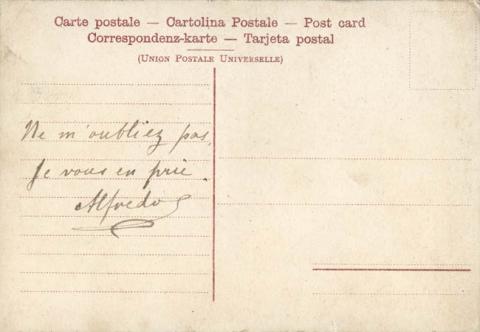 Carte postale — Cartolina Postale — Post card
Correspondenz-karte — Tarjeta postal
(Union Postale Universelle)
Ne m'oubliez pas,
Je vous en prie.
Alfredo